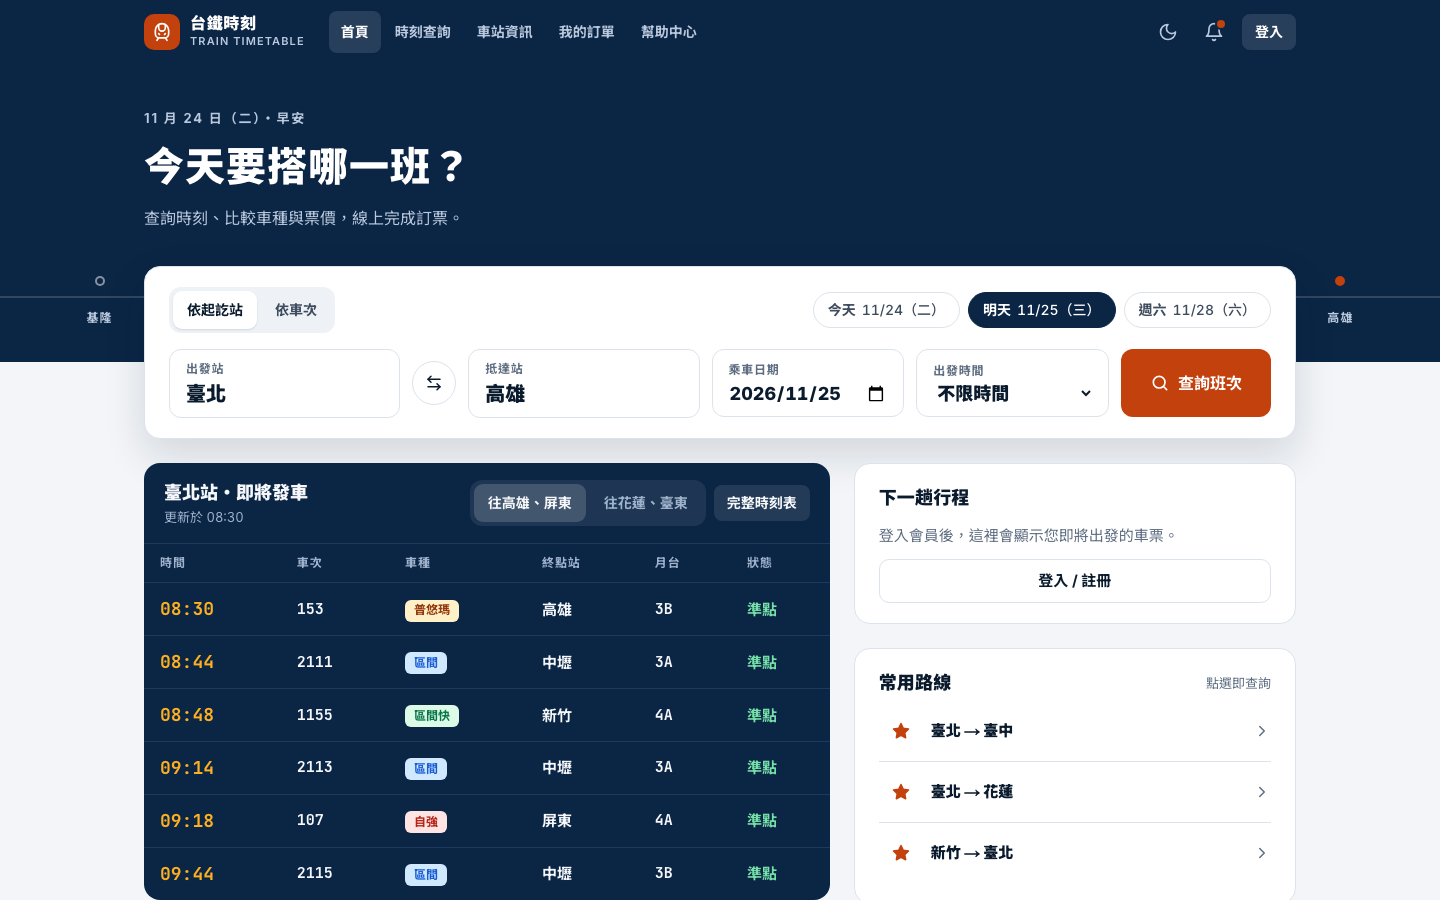 台鐵時刻
TRAIN TIMETABLE
首頁
時刻查詢
車站資訊
我的訂單
幫助中心
登入
11 月 24 日（二）· 早安
今天要搭哪一班？
查詢時刻、比較車種與票價，線上完成訂票。
基隆
高雄
依起訖站
依車次
今天 11/24（二）
明天 11/25（三）
週六 11/28（六）
出發站
臺北
抵達站
高雄
乘車日期
2026/11/25
出發時間
不限時間
查詢班次
臺北站・即將發車
更新於 08:30
往高雄、屏東
往花蓮、臺東
完整時刻表
時間 車次 車種 終點站 月台 狀態
08:30 153 普悠瑪 高雄 3B 準點
08:44 2111 區間 中壢 3A 準點
08:48 1155 區間快 新竹 4A 準點
09:14 2113 區間 中壢 3A 準點
09:18 107 自強 屏東 4A 準點
09:44 2115 區間 中壢 3B 準點
下一趟行程
登入會員後，這裡會顯示您即將出發的車票。
登入 / 註冊
常用路線
點選即查詢
臺北 → 臺中
臺北 → 花蓮
新竹 → 臺北